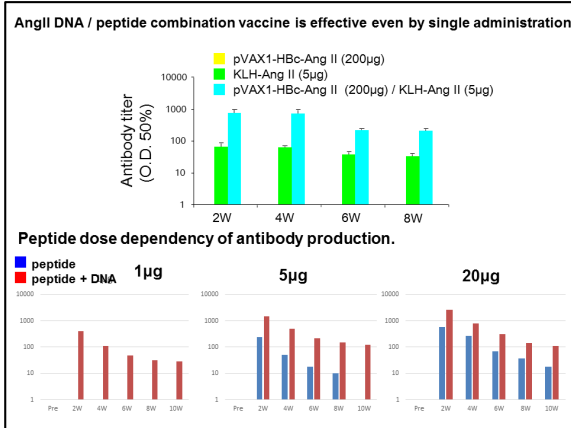 AngII DNA / peptide combination vaccine is effective even by single administration
pVAX1-HBc-Ang II (200µg)
KLH-Ang II (5µg)
pVAX1-HBc-Ang II (200µg) / KLH-Ang II (5µg)
Antibody titer
(O.D. 50%)
10000
1000
100
10
1
2W 4W 6W 8W
Peptide dose dependency of antibody production.
peptide
peptide + DNA
1µg 5µg 20µg
10000
1000
100
10
1
Pre 2W 4W 6W 8W 10W
10000
1000
100
10
1
Pre 2W 4W 6W 8W 10W
10000
1000
100
10
1
Pre 2W 4W 6W 8W 10W